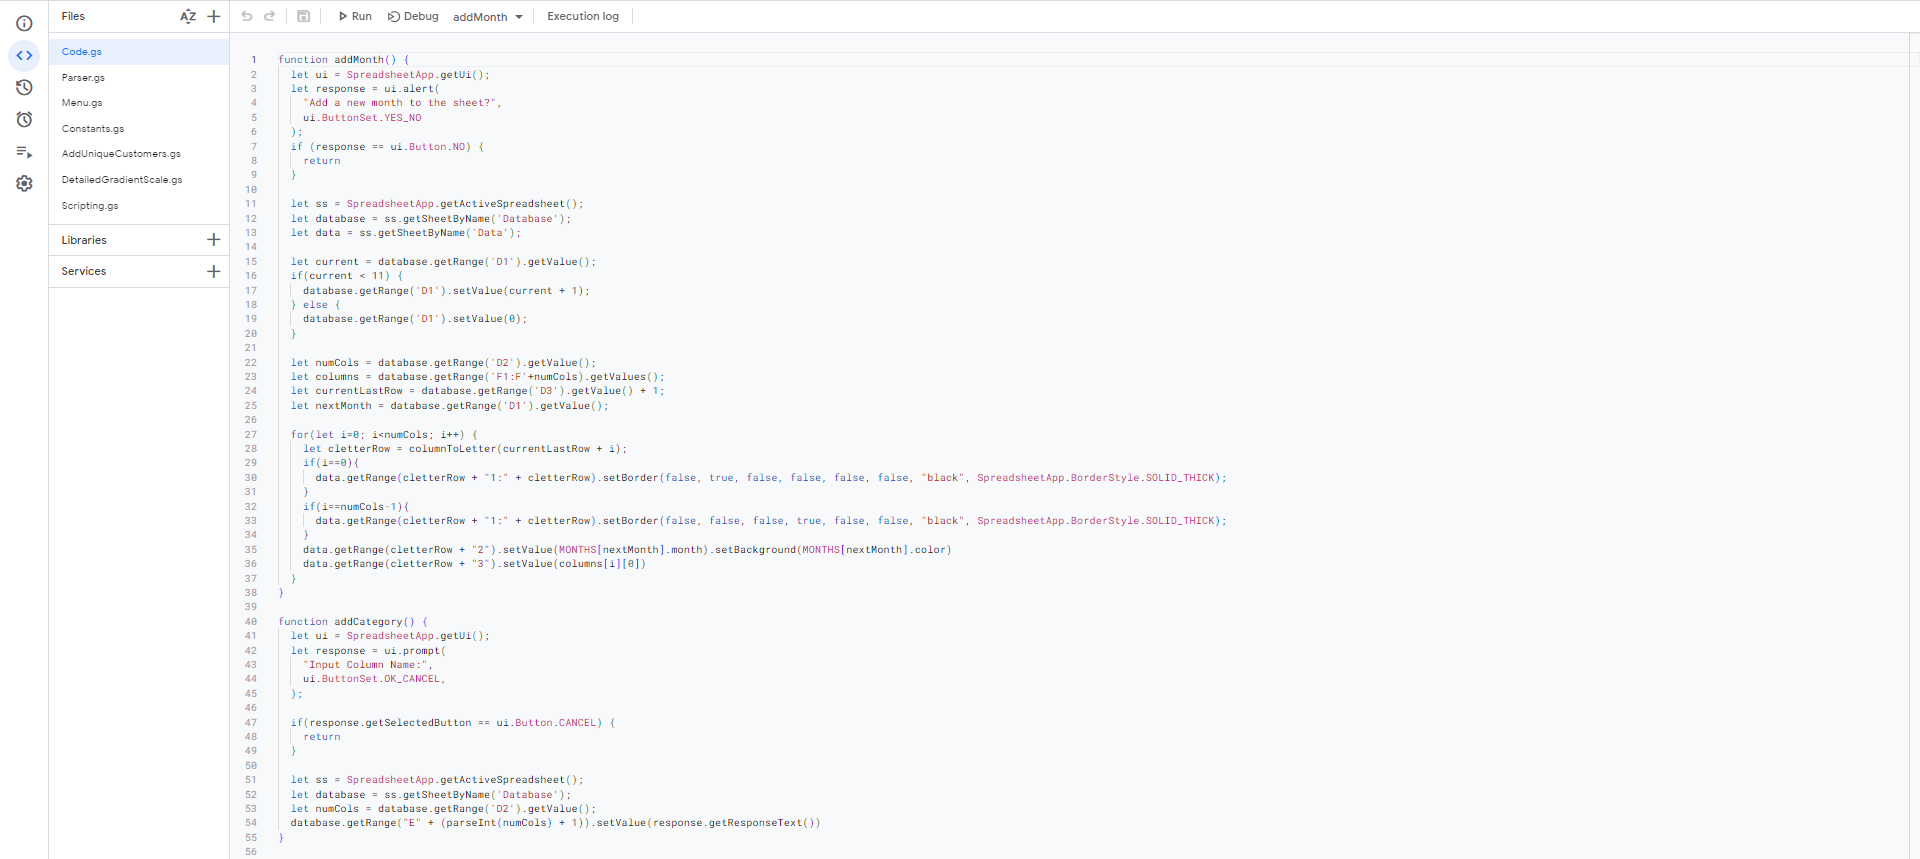 Files
Code.gs
Parser.gs
Menu.gs
Constants.gs
AddUniqueCustomers.gs
DetailedGradientScale.gs
Scripting.gs
Libraries
Services
Run Debug addMonth Execution log
1 function addMonth() {
2 let ui = SpreadsheetApp.getUi();
3 let response = ui.alert(
4 "Add a new month to the sheet?",
5 ui.ButtonSet.YES_NO
6 );
7 if (response == ui.Button.NO) {
8 return
9 }
10
11 let ss = SpreadsheetApp.getActiveSpreadsheet();
12 let database = ss.getSheetByName('Database');
13 let data = ss.getSheetByName('Data');
14
15 let current = database.getRange('D1').getValue();
16 if(current < 11) {
17 database.getRange('D1').setValue(current + 1);
18 } else {
19 database.getRange('D1').setValue(0);
20 }
21
22 let numCols = database.getRange('D2').getValue();
23 let columns = database.getRange('F1:F'+numCols).getValues();
24 let currentLastRow = database.getRange('D3').getValue() + 1;
25 let nextMonth = database.getRange('D1').getValue();
26
27 for(let i=0; i<numCols; i++) {
28 let cletterRow = columnToLetter(currentLastRow + i);
29 if(i==0){
30 data.getRange(cletterRow + "1:" + cletterRow).setBorder(false, true, false, false, false, false, "black", SpreadsheetApp.BorderStyle.SOLID_THICK);
31 }
32 if(i==numCols-1){
33 data.getRange(cletterRow + "1:" + cletterRow).setBorder(false, false, false, true, false, false, "black", SpreadsheetApp.BorderStyle.SOLID_THICK);
34 }
35 data.getRange(cletterRow + "2").setValue(MONTHS[nextMonth].month).setBackground(MONTHS[nextMonth].color)
36 data.getRange(cletterRow + "3").setValue(columns[i][0])
37 }
38 }
39
40 function addCategory() {
41 let ui = SpreadsheetApp.getUi();
42 let response = ui.prompt(
43 "Input Column Name:",
44 ui.ButtonSet.OK_CANCEL,
45 );
46
47 if(response.getSelectedButton == ui.Button.CANCEL) {
48 return
49 }
50
51 let ss = SpreadsheetApp.getActiveSpreadsheet();
52 let database = ss.getSheetByName('Database');
53 let numCols = database.getRange('D2').getValue();
54 database.getRange("E" + (parseInt(numCols) + 1)).setValue(response.getResponseText())
55 }
56